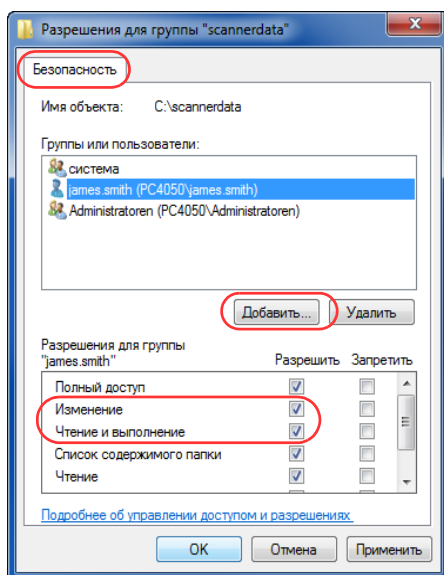 Разрешения для группы "scannerdata"
Безопасность
Имя объекта: C:\scannerdata
Группы или пользователи:
система
james.smith (PC4050\james.smith)
Administratoren (PC4050\Administratoren)
Добавить... Удалить
Разрешения для группы
"james.smith" Разрешить Запретить
Полный доступ
Изменение
Чтение и выполнение
Список содержимого папки
Чтение
Подробнее об управлении доступом и разрешениях
OK Отмена Применить